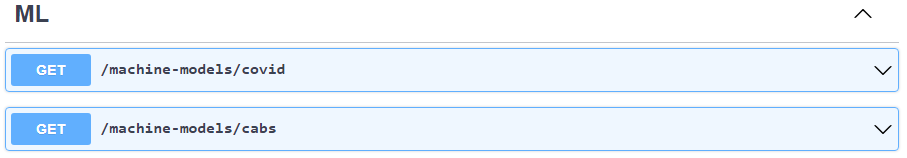 ML
GET /machine-models/covid
GET /machine-models/cabs